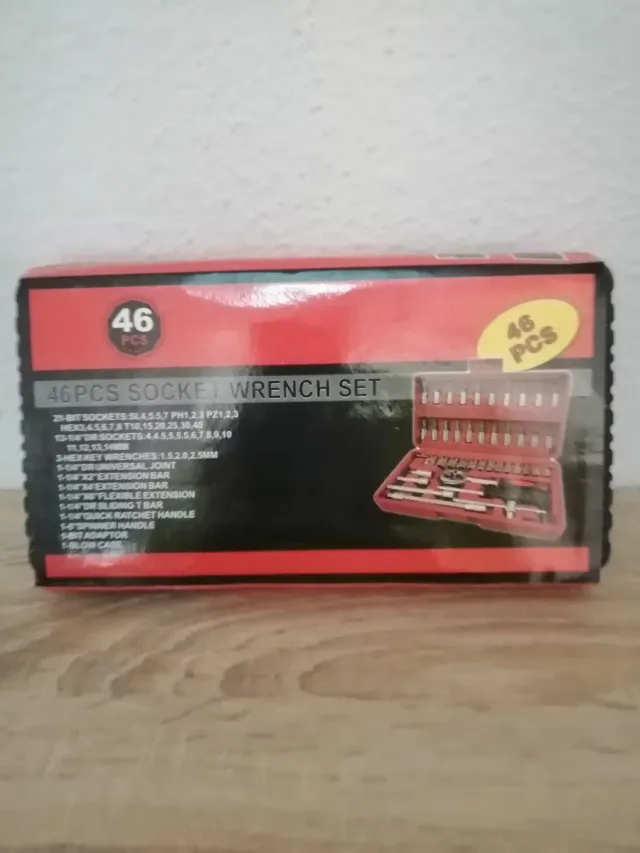 46
PCS
46
PCS
46PCS SOCKET WRENCH SET
21-BIT SOCKETS:SL4,5.5,7 PH1,2,3 PZ1,2,3
HEX3,4,5,6,7,8 T10,15,20,25,30,40
13-1/4"DR SOCKETS:4,4.5,5,5.5,6,7,8,9,10
11,12,13,14MM
3-HEXKEY WRENCHES:1.5,2.0,2.5MM
1-1/4"DR UNIVERSAL JOINT
1-1/4"X2"EXTENSION BAR
1-1/4"X4"EXTENSION BAR
1-1/4"X6"FLEXIBLE EXTENSION
1-1/4"DR SLIDING T BAR
1-1/4"QUICK RATCHET HANDLE
1-6"SPINNER HANDLE
1-BIT ADAPTOR
1-BLOW CASE